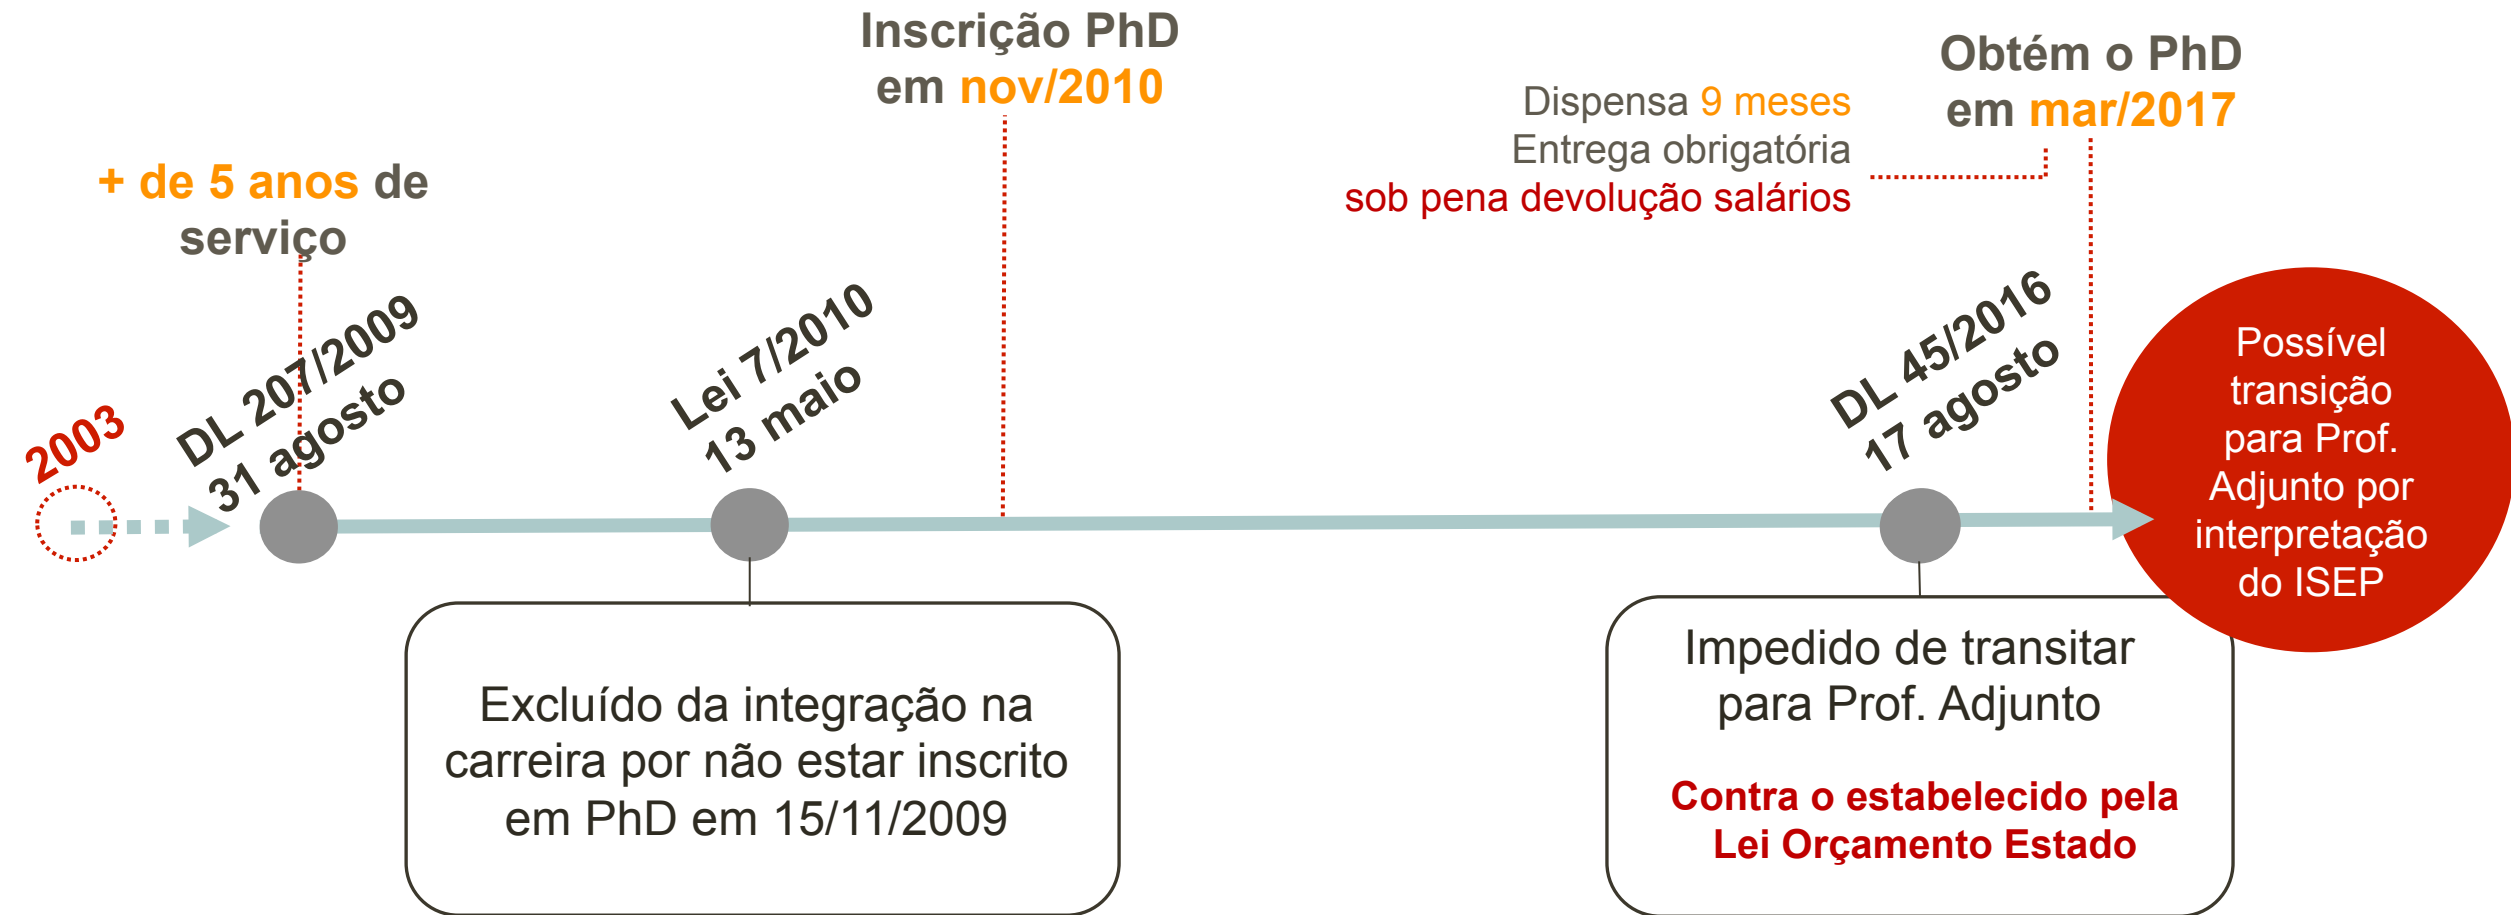 Inscrição PhD
em nov/2010
Obtém o PhD
em mar/2017
Dispensa 9 meses
Entrega obrigatória
sob pena devolução salários
+ de 5 anos de
serviço
2003
DL 207/2009
31 agosto
Lei 7/2010
13 maio
DL 45/2016
17 agosto
Possível
transição
para Prof.
Adjunto por
interpretação
do ISEP
Excluído da integração na
carreira por não estar inscrito
em PhD em 15/11/2009
Impedido de transitar
para Prof. Adjunto
Contra o estabelecido pela
Lei Orçamento Estado